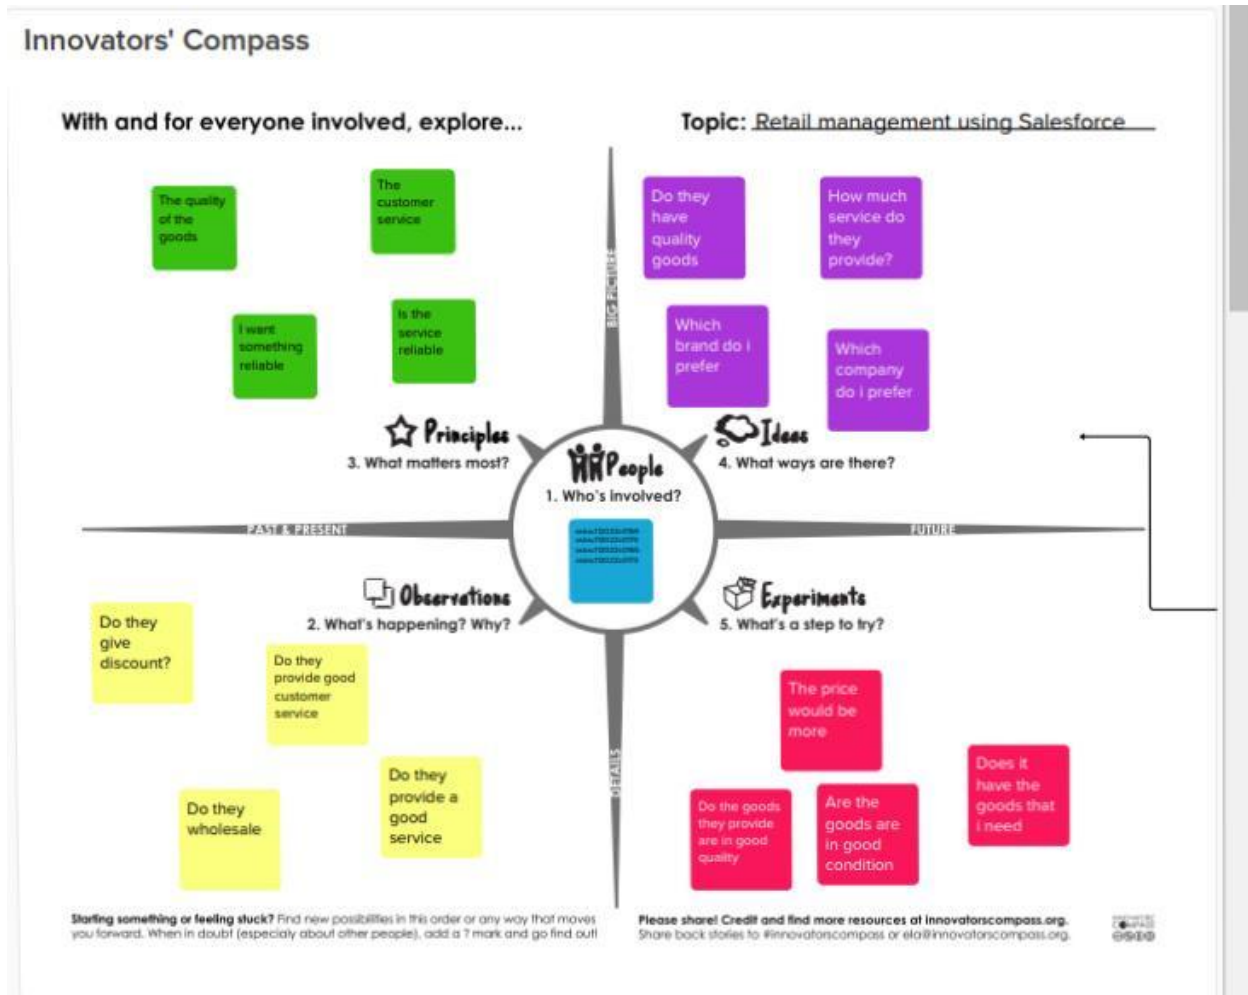 Innovators' Compass
With and for everyone involved, explore...
Topic: Retail management using Salesforce
The quality
of the
goods
The
customer
service
I want
something
reliable
Is the
service
reliable
Do they
have
quality
goods
How much
service do
they
provide?
Which
brand do i
prefer
Which
company
do i prefer
BIG PICTURE
Principles
3. What matters most?
Ideas
4. What ways are there?
People
1. Who's involved?
PAST & PRESENT
FUTURE
Observations
2. What's happening? Why?
Experiments
5. What's a step to try?
DETAILS
Do they
give
discount?
Do they
provide good
customer
service
Do they
wholesale
Do they
provide a
good
service
The price
would be
more
Does it
have the
goods that
i need
Do the goods
they provide
are in good
quality
Are the
goods are
in good
condition
Starting something or feeling stuck? Find new possibilities in this order or any way that moves
you forward. When in doubt (especialy about other people), add a ? mark and go find out!
Please share! Credit and find more resources at innovatorscompass.org.
Share back stories to #innovatorscompass or ela@innovatorscompass.org.